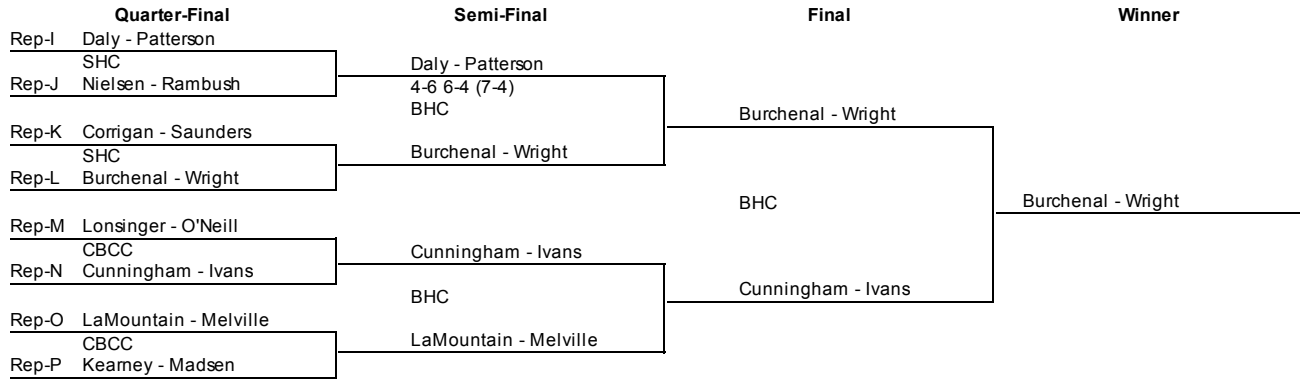 Quarter-Final Semi-Final Final Winner
Rep-I Daly - Patterson
SHC
Daly - Patterson
Rep-J Nielsen - Rambush
4-6 6-4 (7-4)
BHC
Burchenal - Wright
Rep-K Corrigan - Saunders
SHC
Burchenal - Wright
Rep-L Burchenal - Wright
BHC
Burchenal - Wright
Rep-M Lonsinger - O'Neill
CBCC
Cunningham - Ivans
Rep-N Cunningham - Ivans
BHC
Cunningham - Ivans
Rep-O LaMountain - Melville
CBCC
LaMountain - Melville
Rep-P Kearney - Madsen